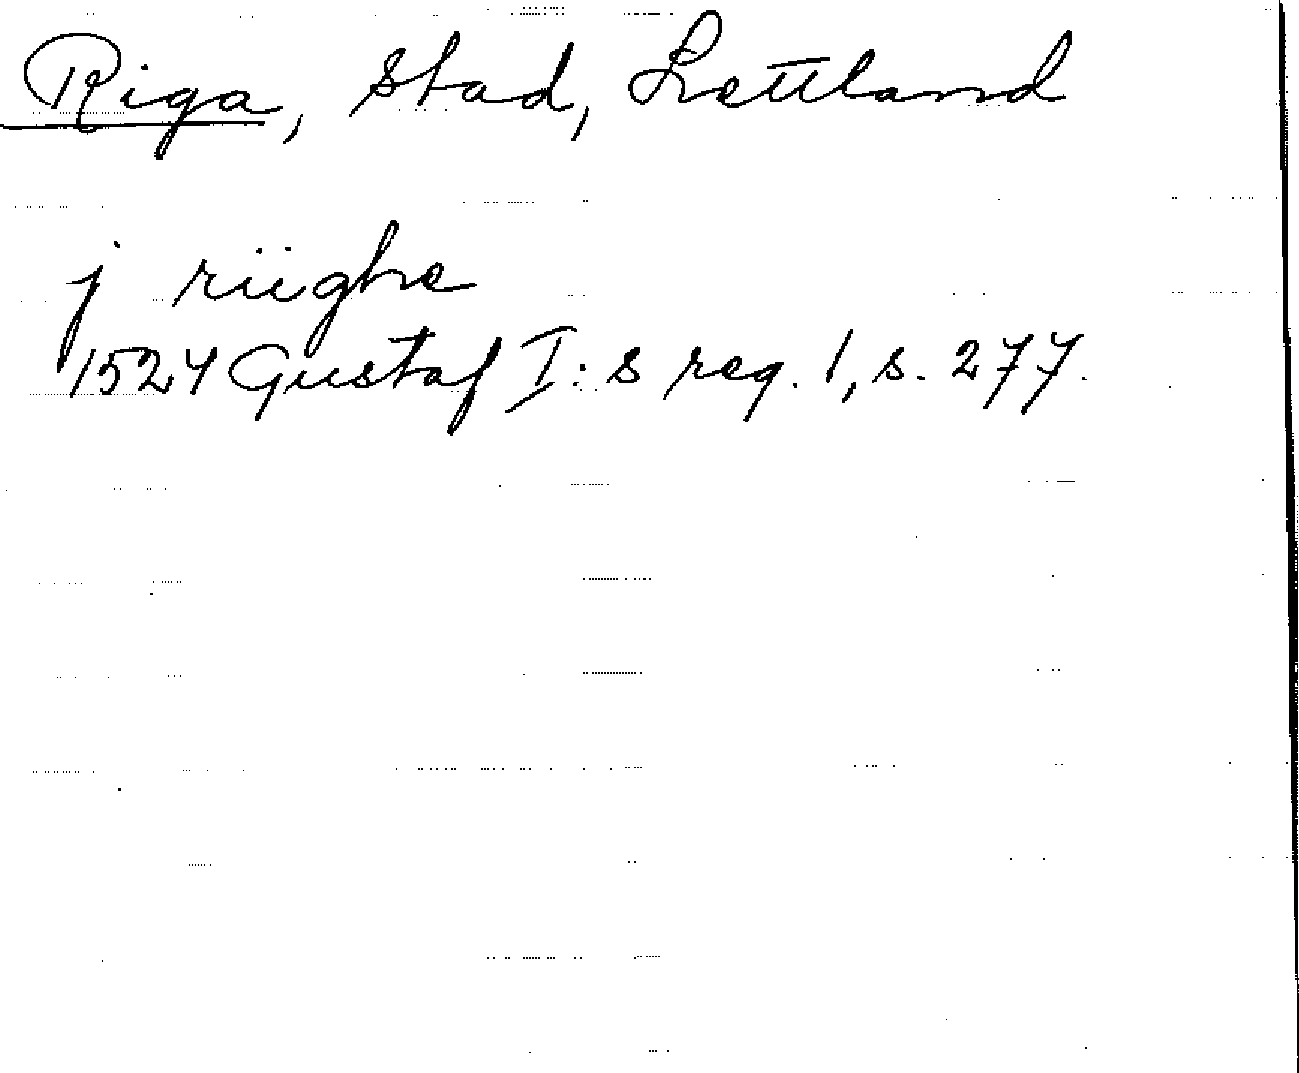 Riga, stad, Lettland
j riighe
1524 Gustaf I:s reg. 1, s. 277.